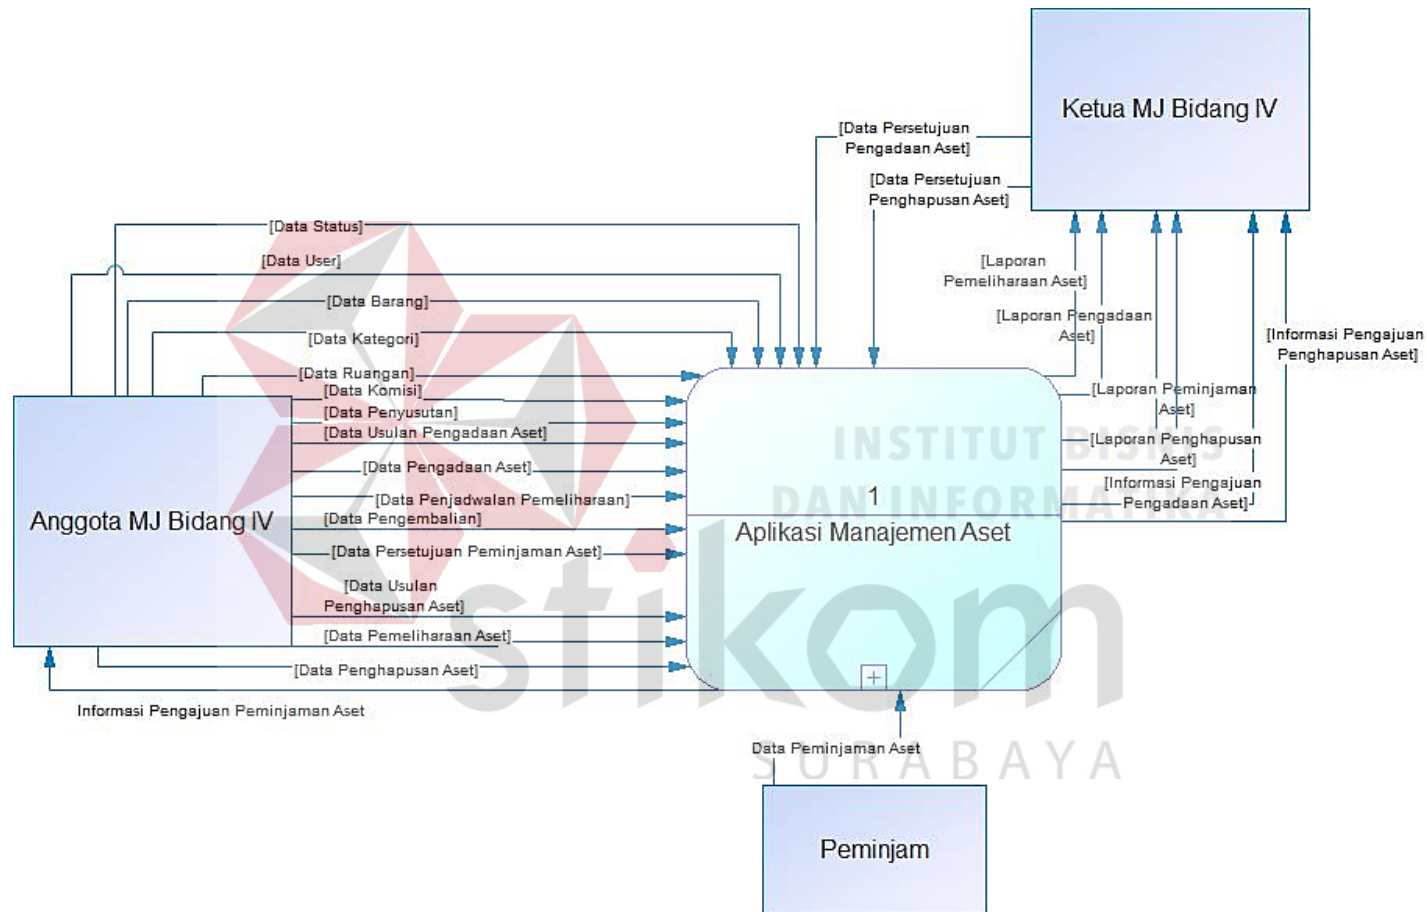 Ketua MJ Bidang IV
[Data Persetujuan
Pengadaan Aset]
[Data Persetujuan
Penghapusan Aset]
[Data Status]
[Data User]
[Data Barang]
[Data Kategori]
[Data Ruangan]
[Data Komisi]
[Data Penyusutan]
[Data Usulan Pengadaan Aset]
[Data Pengadaan Aset]
[Data Penjadwalan Pemeliharaan]
[Data Pengembalian]
[Data Persetujuan Peminjaman Aset]
[Data Usulan
Penghapusan Aset]
[Data Pemeliharaan Aset]
[Data Penghapusan Aset]
Informasi Pengajuan Peminjaman Aset
Anggota MJ Bidang IV
1
Aplikasi Manajemen Aset
[Laporan
Pemeliharaan Aset]
[Laporan Pengadaan
Aset]
[Informasi Pengajuan
Penghapusan Aset]
[Laporan Peminjaman
Aset]
[Laporan Penghapusan
Aset]
[Informasi Pengajuan
Pengadaan Aset]
Data Peminjaman Aset
Peminjam
INSTITUT BISNIS
DAN INFORMATIKA
stikom
SURABAYA